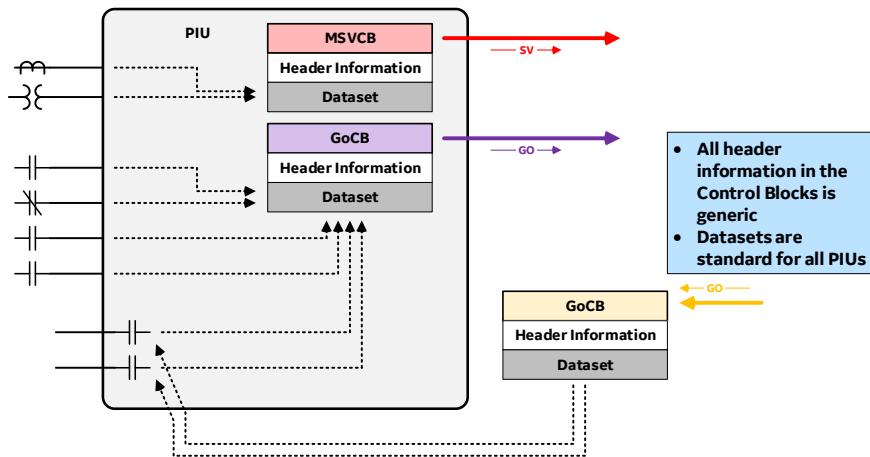 PIU
MSVCB
Header Information
Dataset
SV
GoCB
Header Information
Dataset
GO
• All header
information in the
Control Blocks is
generic
• Datasets are
standard for all PIUs
GO
GoCB
Header Information
Dataset